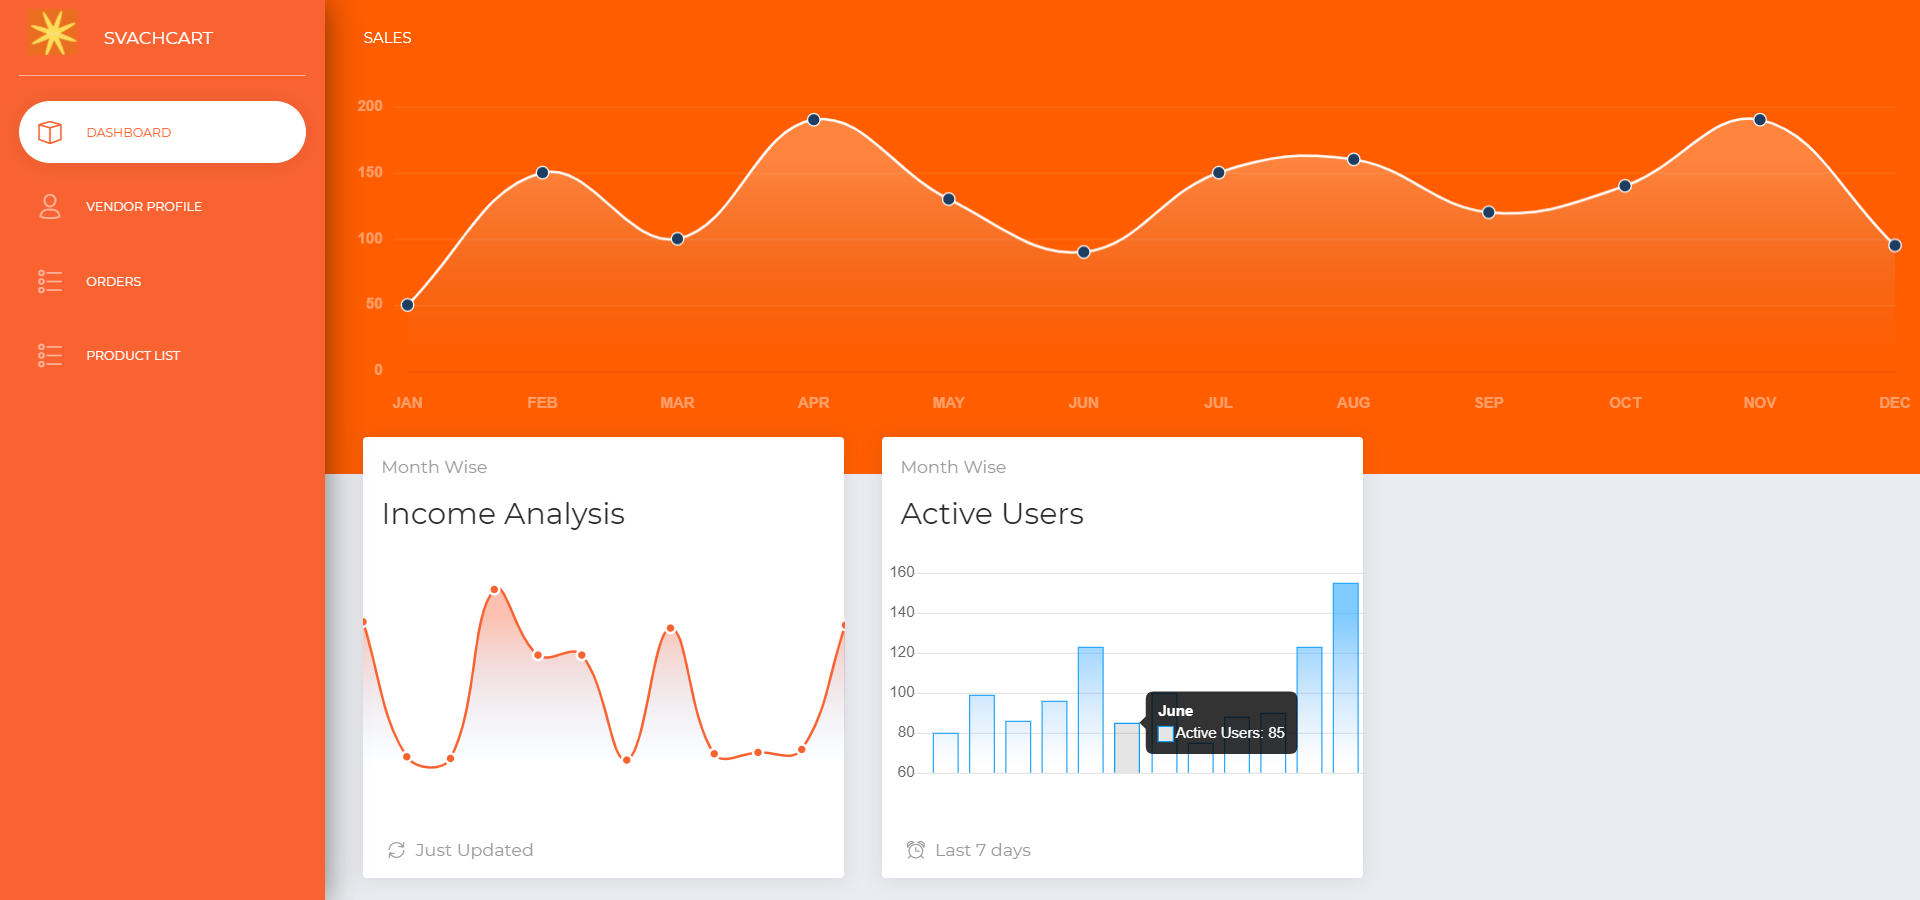 SVACHCART
DASHBOARD
VENDOR PROFILE
ORDERS
PRODUCT LIST
SALES
200
150
100
50
0
JAN FEB MAR APR MAY JUN JUL AUG SEP OCT NOV DEC
Month Wise
Income Analysis
Just Updated
Month Wise
Active Users
160
140
120
100
80
60
June
Active Users: 85
Last 7 days